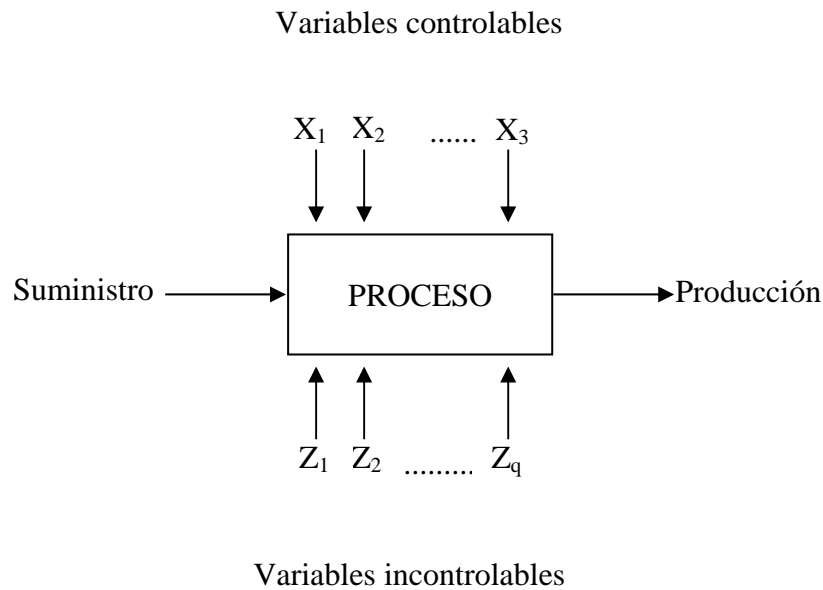 Variables controlables
X₁ X₂ ...... X₃
Suministro PROCESO Producción
Z₁ Z₂ ......... Zq
Variables incontrolables